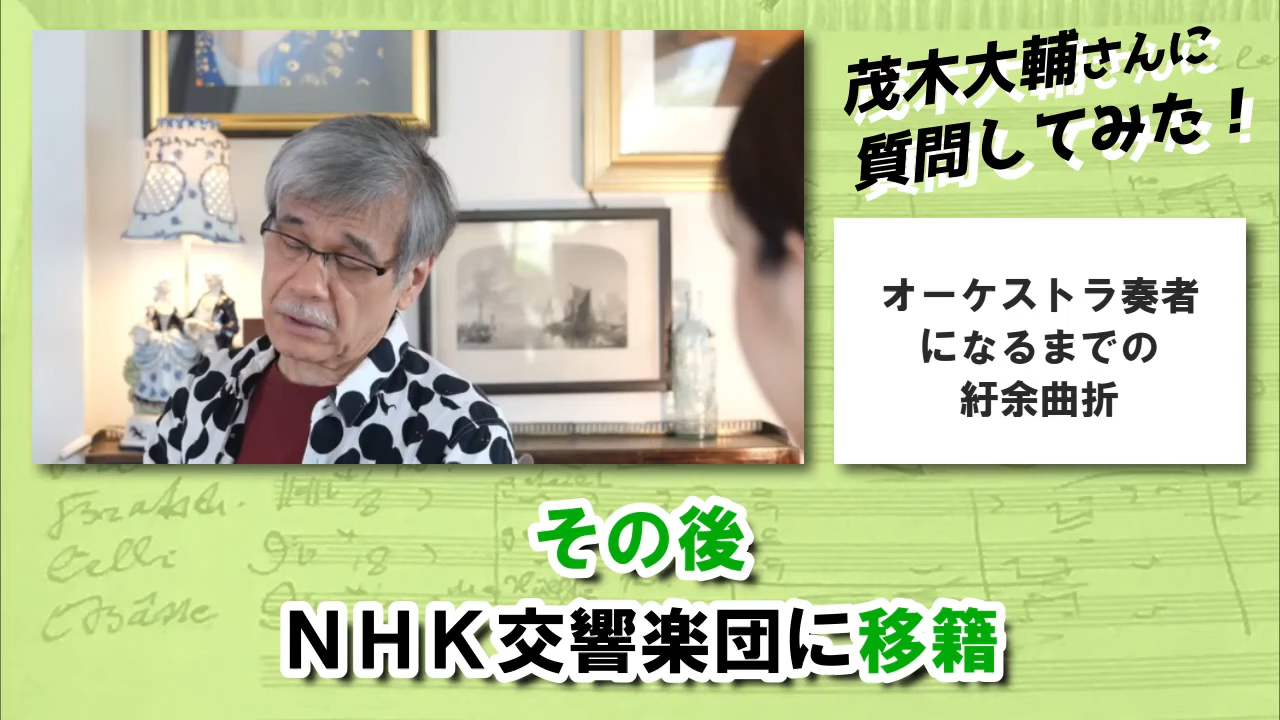 茂木大輔さんに
質問してみた！
オーケストラ奏者
になるまでの
紆余曲折
その後
NHK交響楽団に移籍
Bratsch.
Celli